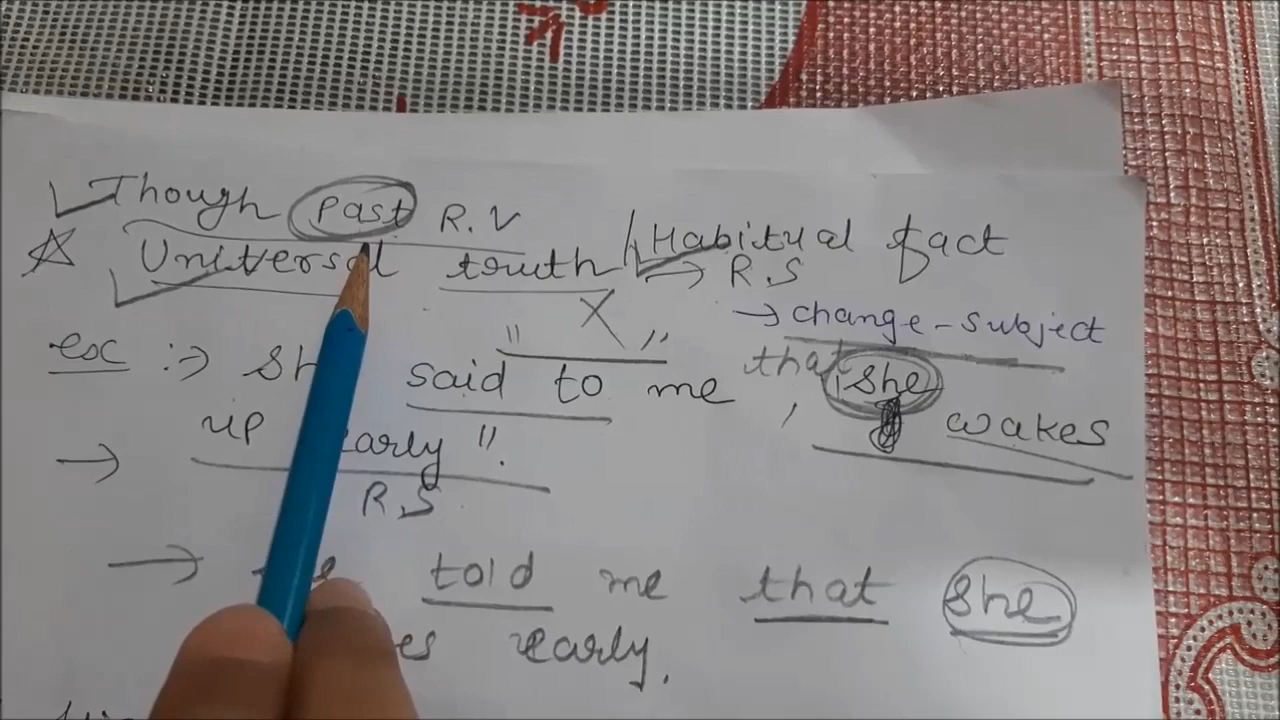 Though Past R.V
Universal truth / Habitual fact
→ R.S
X → change-subject
ex :→ said to me that, she wakes
up early ".
→ R.S
→ told me that she
early.